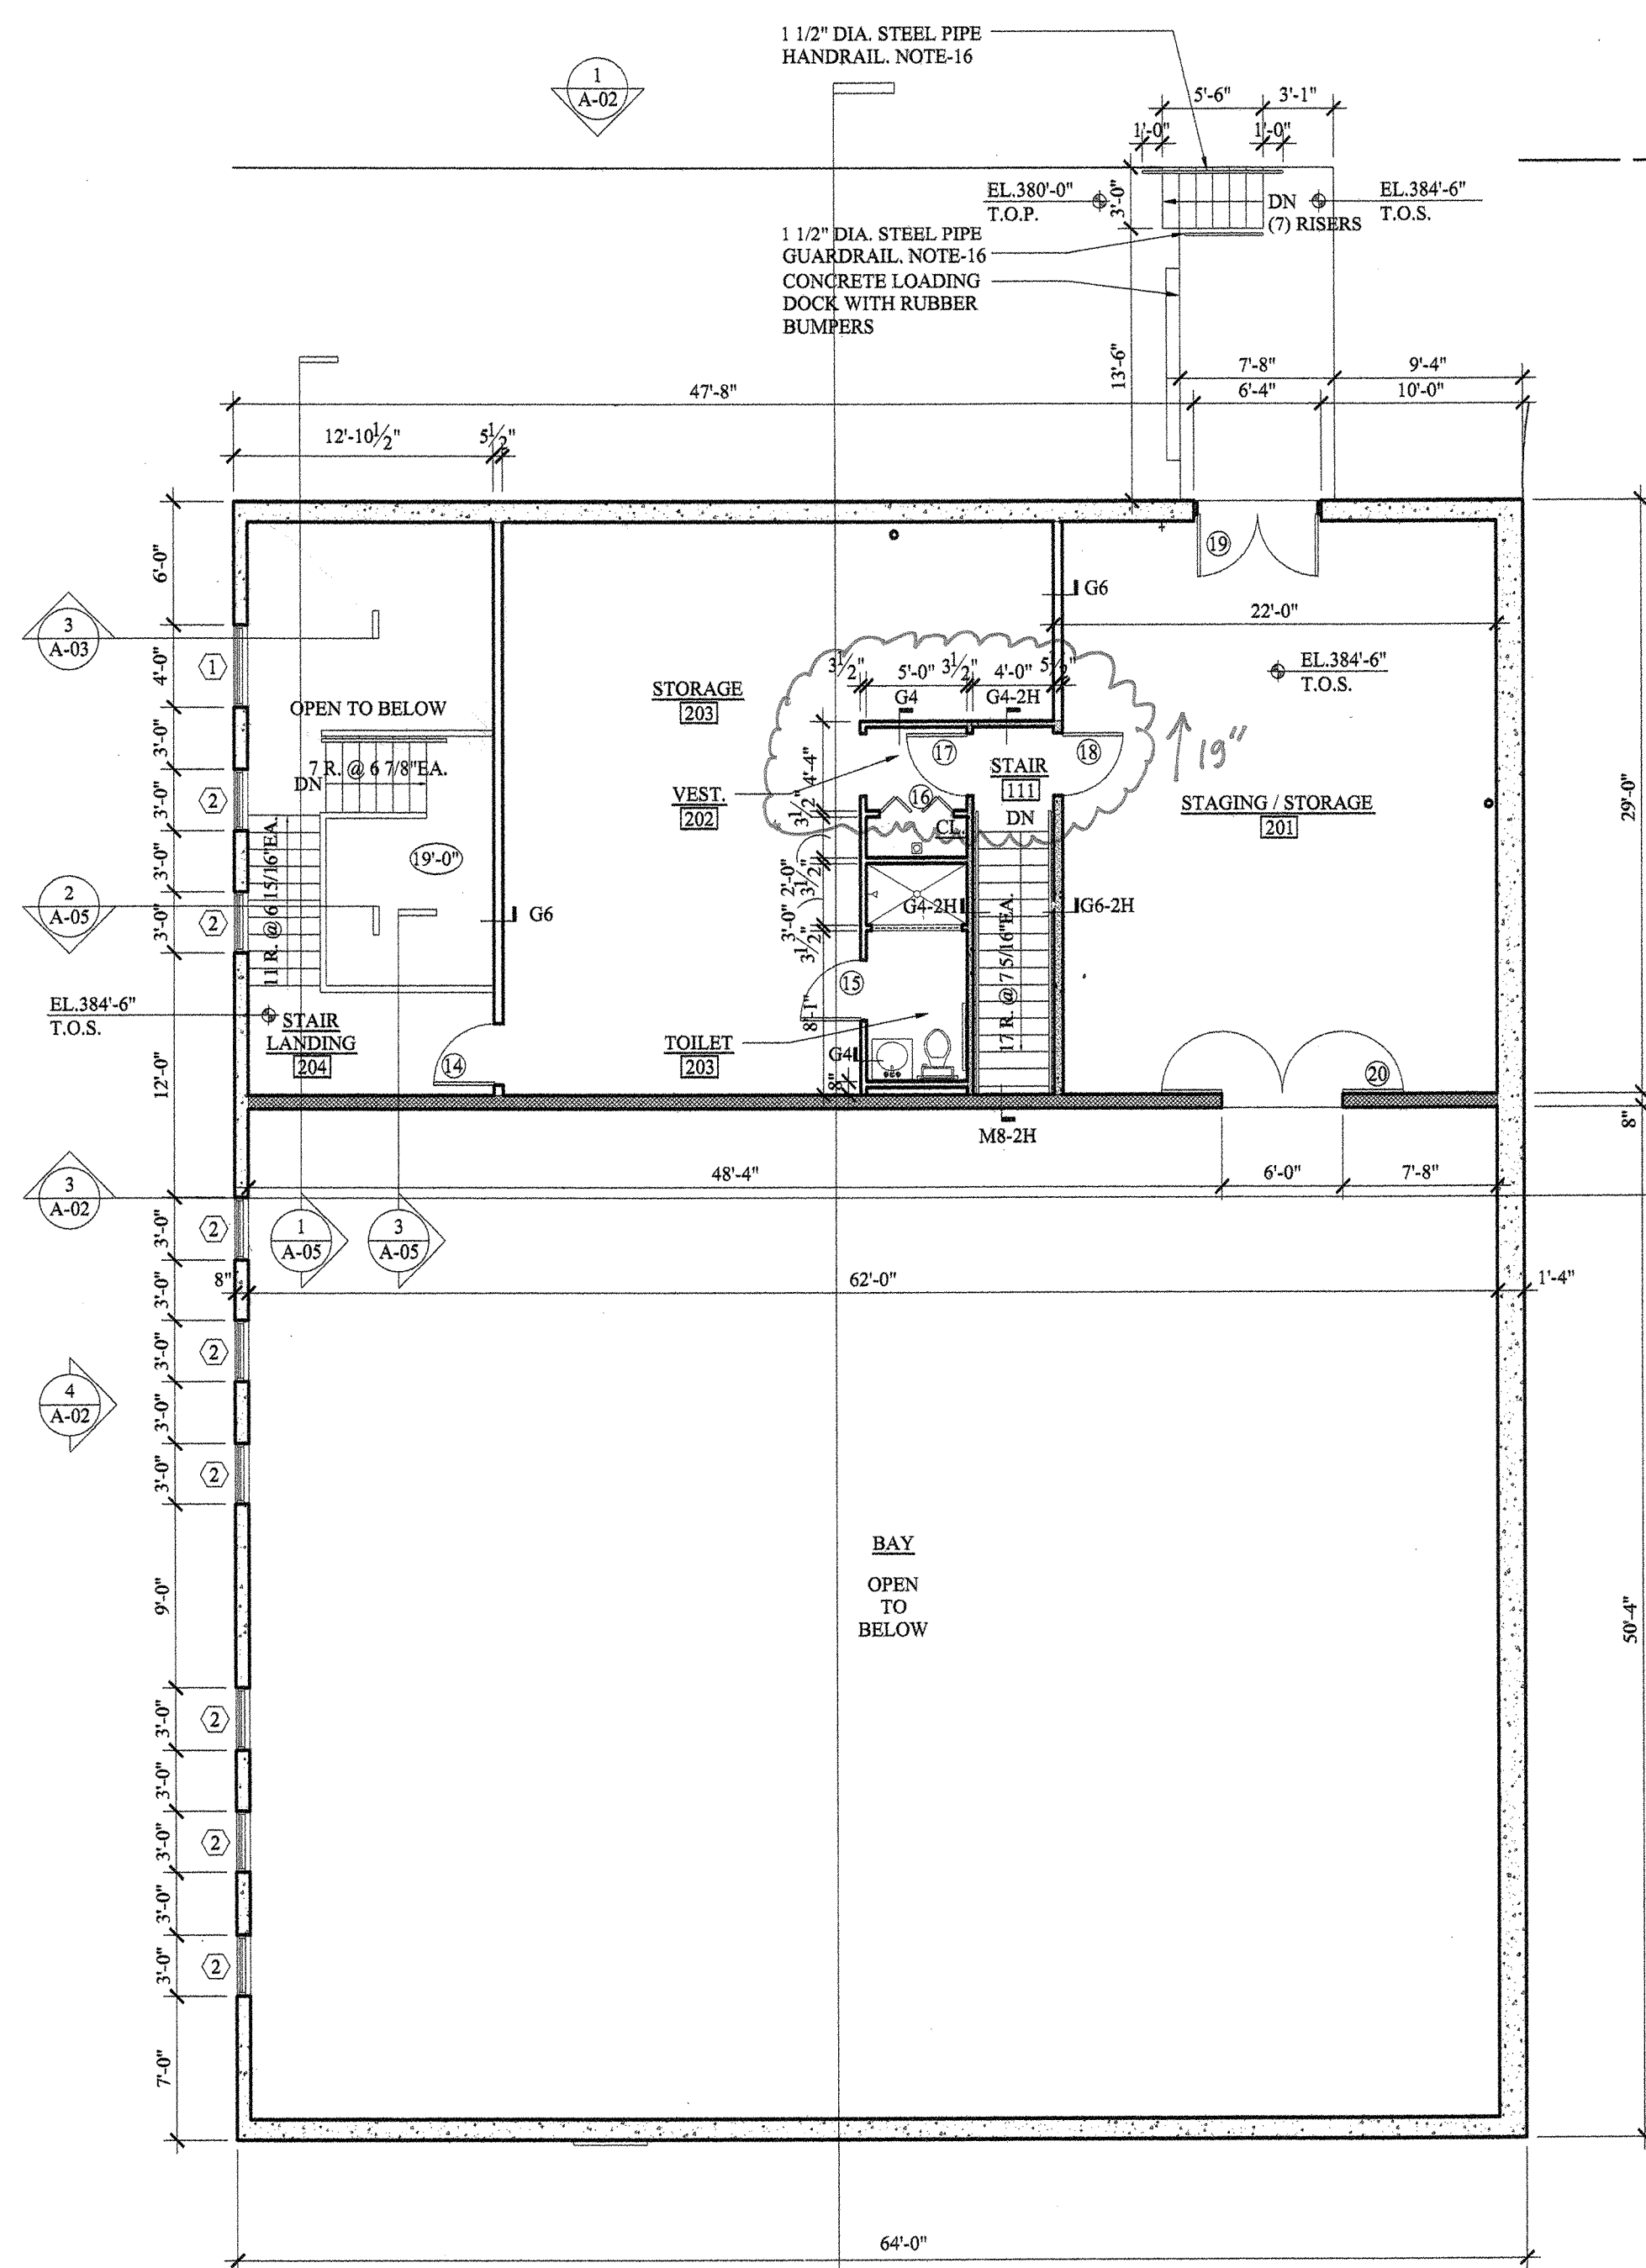 1 1/2" DIA. STEEL PIPE
HANDRAIL. NOTE-16
1
A-02
5'-6"
3'-1"
1'-0"
1'-0"
EL.380'-0"
T.O.P.
3'-0"
DN
(7) RISERS
EL.384'-6"
T.O.S.
1 1/2" DIA. STEEL PIPE
GUARDRAIL. NOTE-16
CONCRETE LOADING
DOCK WITH RUBBER
BUMPERS
13'-6"
7'-8"
9'-4"
47'-8"
6'-4"
10'-0"
12'-10 1/2"
5 1/2"
6'-0"
19
G6
3
A-03
22'-0"
4'-0"
1
STORAGE
203
3 1/2"
5'-0"
3 1/2"
4'-0"
5 1/2"
EL.384'-6"
T.O.S.
G4
G4-2H
OPEN TO BELOW
3'-0"
17
18
19"
7 R. @ 6 7/8"EA.
DN
4'-4"
STAIR
111
DN
3'-0"
2
VEST.
202
16
3 1/2"
CL.
STAGING / STORAGE
201
29'-0"
3'-0"
19'-0"
11 R. @ 6 15/16"EA.
2'-0"
3 1/2"
2
A-05
3'-0"
2
G6
G4-2H
G6-2H
3'-0"
3 1/2"
17 R. @ 7 5/16"EA.
15
EL.384'-6"
T.O.S.
STAIR
LANDING
204
8'-1"
12'-0"
14
TOILET
203
G4
8"
20
M8-2H
8"
3
A-02
48'-4"
6'-0"
7'-8"
3'-0"
2
1
A-05
3
A-05
8"
62'-0"
1'-4"
3'-0"
3'-0"
2
4
A-02
3'-0"
3'-0"
2
BAY
OPEN
TO
BELOW
9'-0"
50'-4"
3'-0"
2
3'-0"
3'-0"
2
3'-0"
3'-0"
2
7'-0"
64'-0"